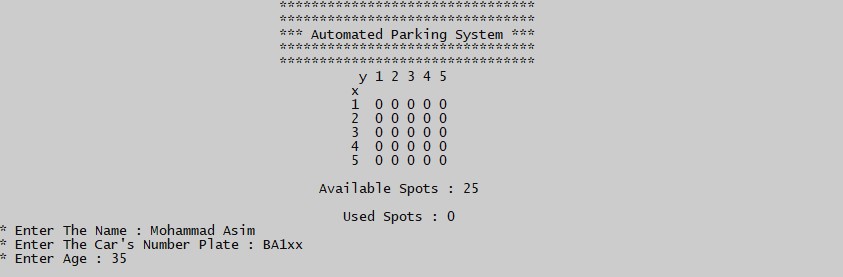 ********************************
********************************
*** Automated Parking System ***
********************************
********************************
y 1 2 3 4 5
x
1 0 0 0 0 0
2 0 0 0 0 0
3 0 0 0 0 0
4 0 0 0 0 0
5 0 0 0 0 0
Available Spots : 25
Used Spots : 0
* Enter The Name : Mohammad Asim
* Enter The Car's Number Plate : BA1xx
* Enter Age : 35